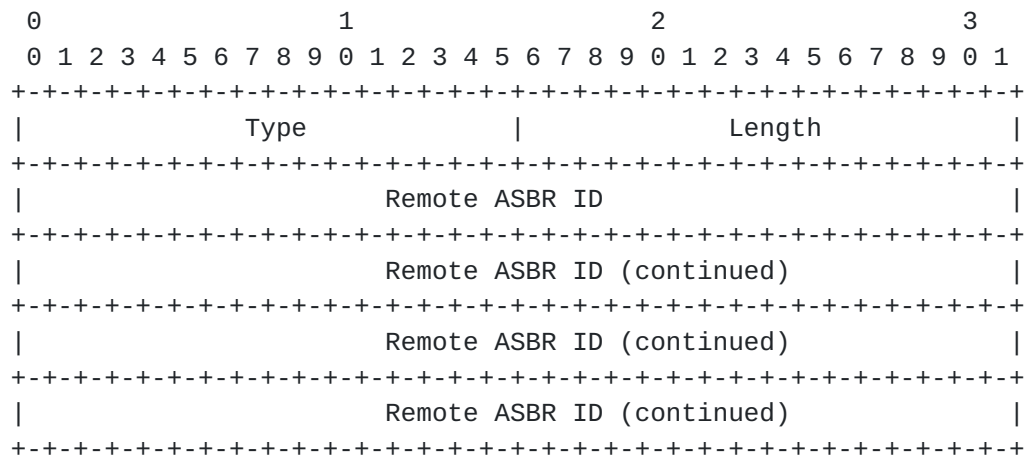 0                   1                   2                   3
 0 1 2 3 4 5 6 7 8 9 0 1 2 3 4 5 6 7 8 9 0 1 2 3 4 5 6 7 8 9 0 1
+-+-+-+-+-+-+-+-+-+-+-+-+-+-+-+-+-+-+-+-+-+-+-+-+-+-+-+-+-+-+-+-+
|              Type             |             Length            |
+-+-+-+-+-+-+-+-+-+-+-+-+-+-+-+-+-+-+-+-+-+-+-+-+-+-+-+-+-+-+-+-+
|                       Remote ASBR ID                          |
+-+-+-+-+-+-+-+-+-+-+-+-+-+-+-+-+-+-+-+-+-+-+-+-+-+-+-+-+-+-+-+-+
|                       Remote ASBR ID (continued)              |
+-+-+-+-+-+-+-+-+-+-+-+-+-+-+-+-+-+-+-+-+-+-+-+-+-+-+-+-+-+-+-+-+
|                       Remote ASBR ID (continued)              |
+-+-+-+-+-+-+-+-+-+-+-+-+-+-+-+-+-+-+-+-+-+-+-+-+-+-+-+-+-+-+-+-+
|                       Remote ASBR ID (continued)              |
+-+-+-+-+-+-+-+-+-+-+-+-+-+-+-+-+-+-+-+-+-+-+-+-+-+-+-+-+-+-+-+-+